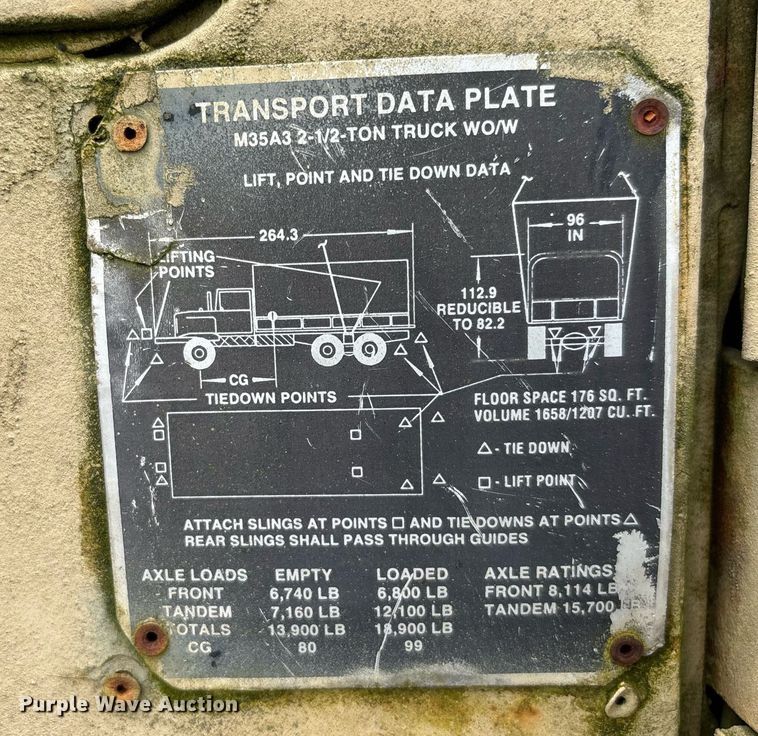 TRANSPORT DATA PLATE
M35A3 2-1/2-TON TRUCK WO/W
LIFT, POINT AND TIE DOWN DATA
264.3
96
IN
LIFTING
POINTS
112.9
REDUCIBLE
TO 82.2
CG
TIEDOWN POINTS
FLOOR SPACE 176 SQ. FT.
VOLUME 1658/1207 CU. FT.
△ - TIE DOWN
□ - LIFT POINT
ATTACH SLINGS AT POINTS □ AND TIE DOWNS AT POINTS △
REAR SLINGS SHALL PASS THROUGH GUIDES
AXLE LOADS EMPTY LOADED AXLE RATINGS
FRONT 6,740 LB 6,800 LB FRONT 8,114 LB
TANDEM 7,160 LB 12,100 LB TANDEM 15,700 LB
TOTALS 13,900 LB 18,900 LB
CG 80 99
Purple Wave Auction